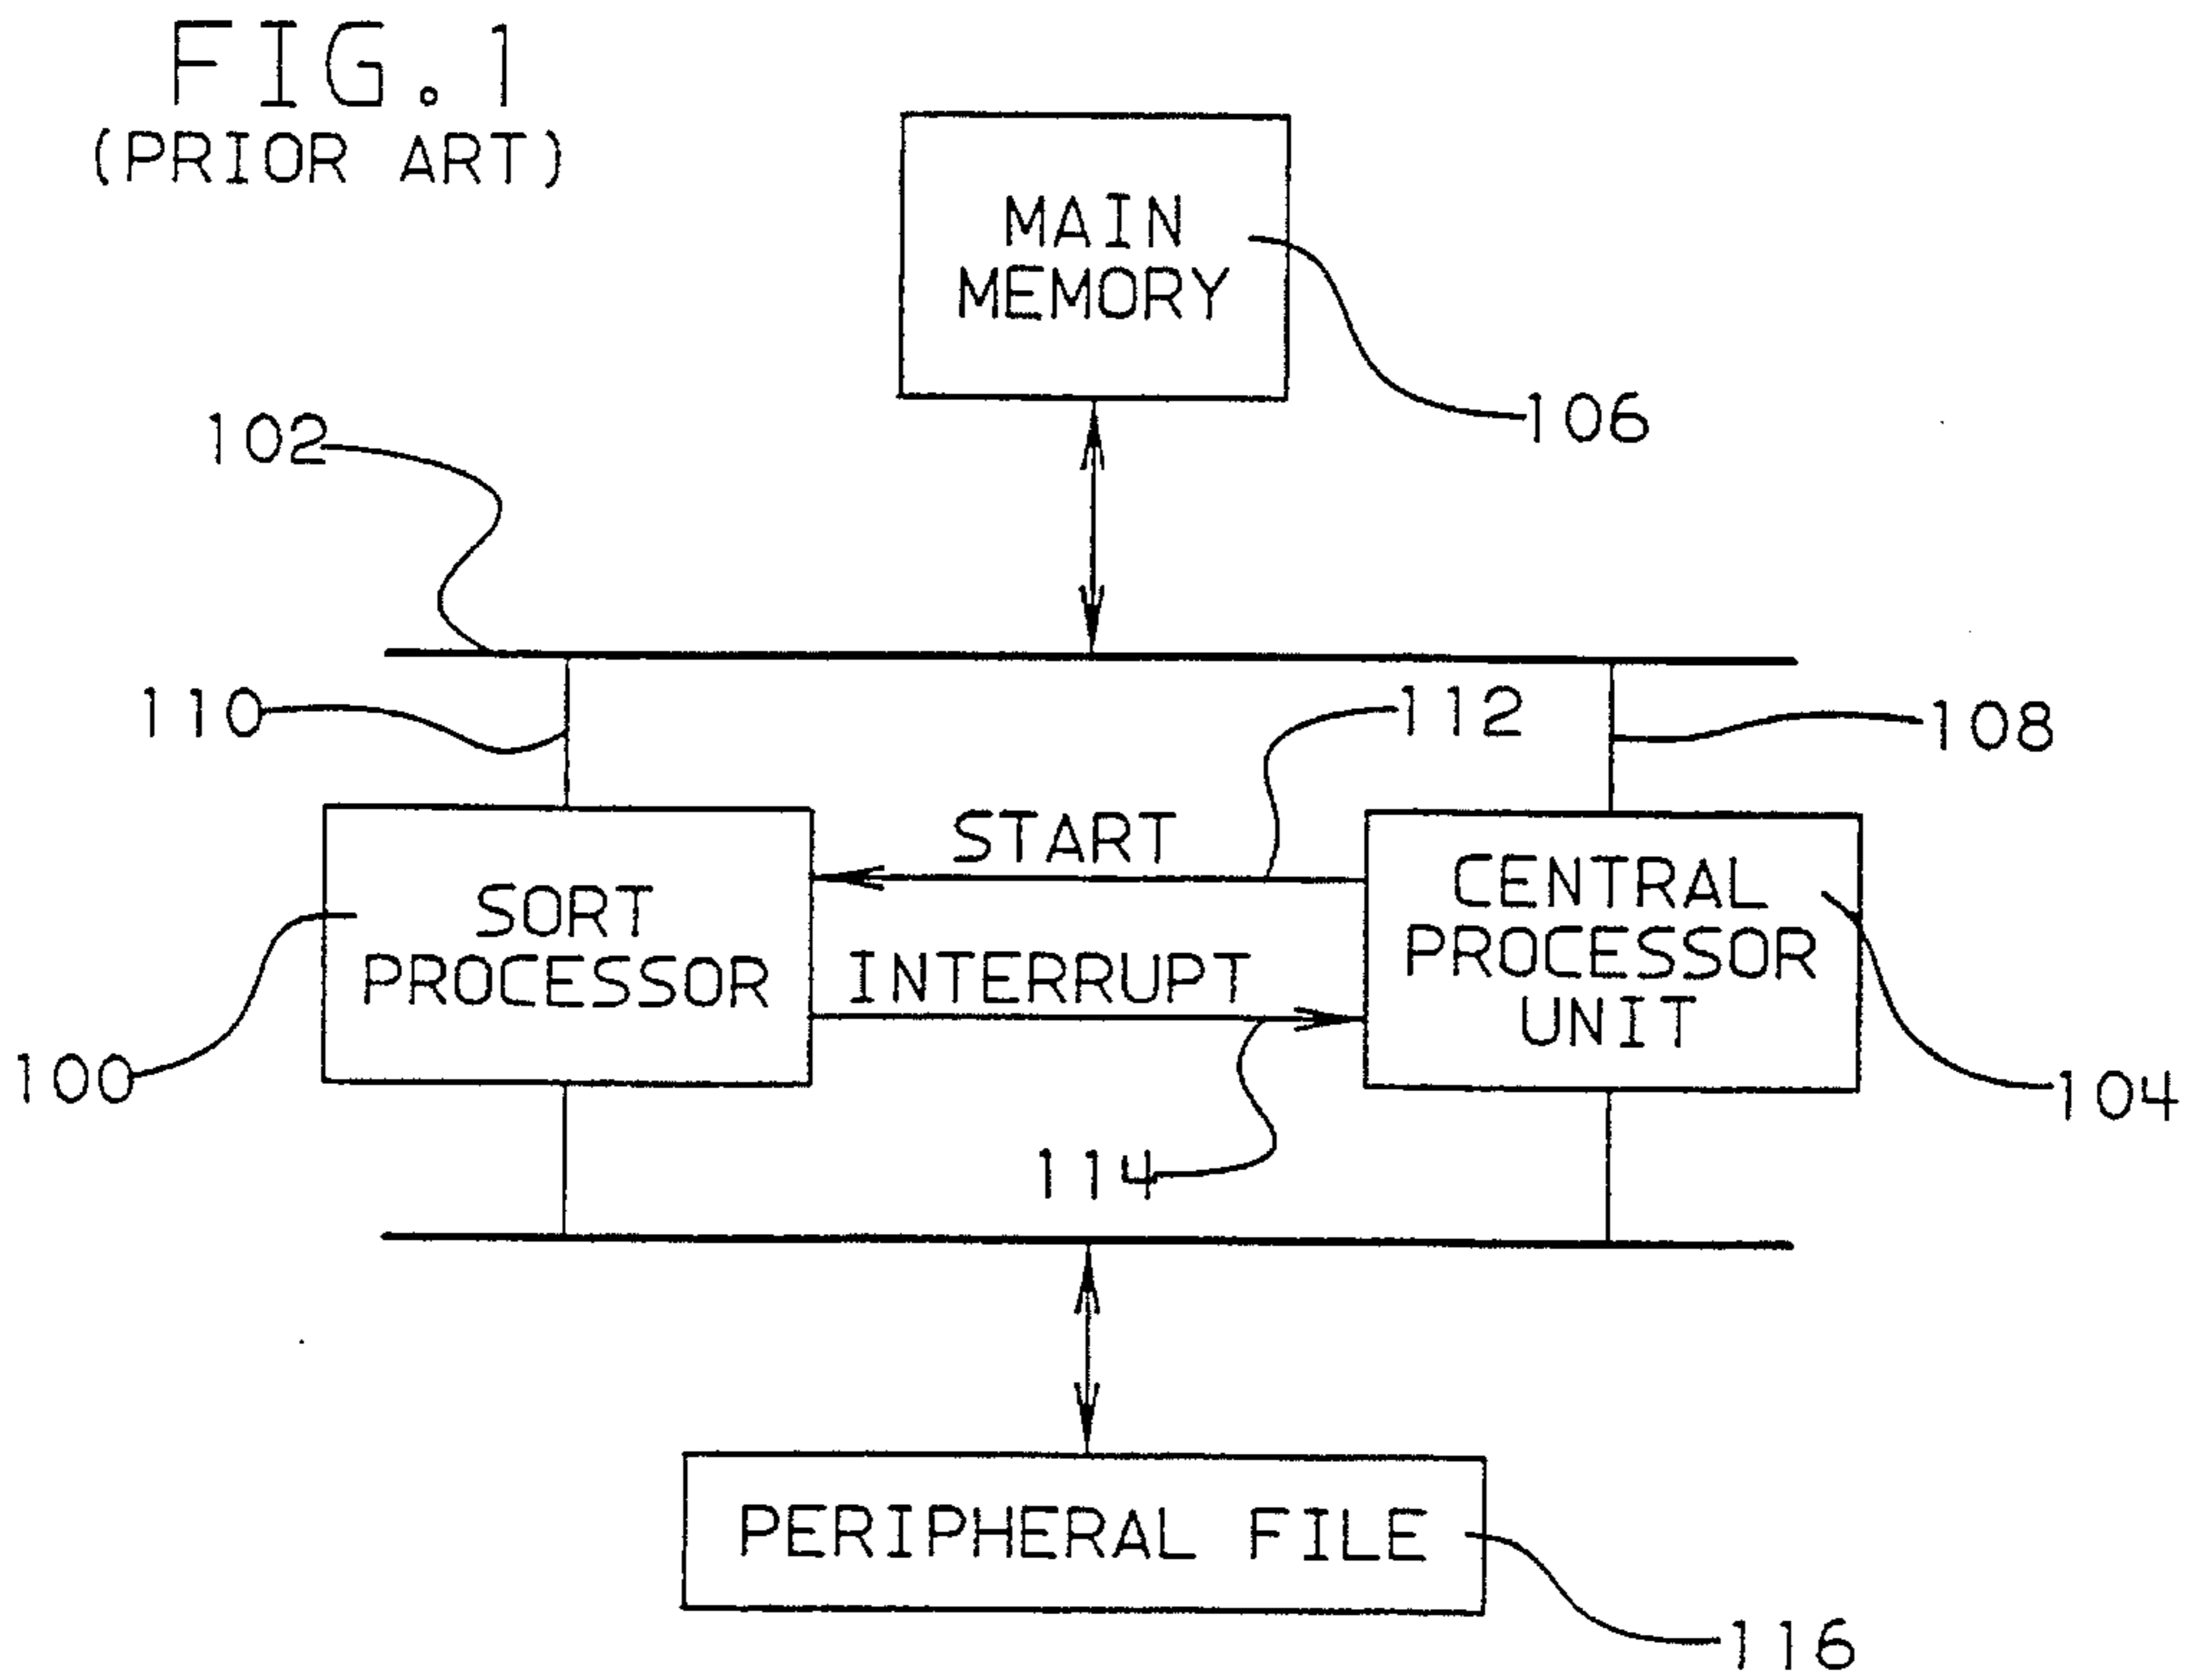 FIG.1
(PRIOR ART)
MAIN
MEMORY
106
102
110
112
108
START
SORT
PROCESSOR
CENTRAL
PROCESSOR
UNIT
INTERRUPT
100
104
114
PERIPHERAL FILE
116